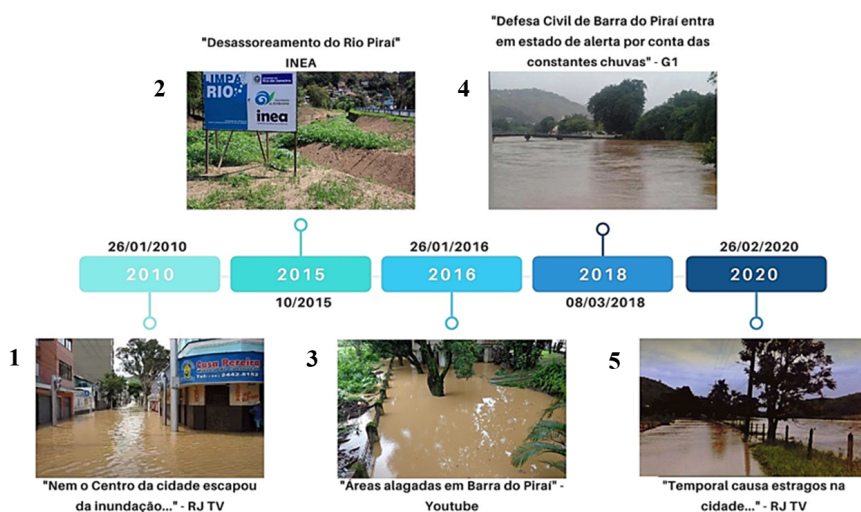 "Desassoreamento do Rio Piraí"
INEA
"Defesa Civil de Barra do Piraí entra
em estado de alerta por conta das
constantes chuvas" - G1
2
4
LIMPA
RIO
inea
26/01/2010
26/01/2016
26/02/2020
2010
2015
2016
2018
2020
10/2015
08/03/2018
1
3
5
Casa Pereira
"Nem o Centro da cidade escapou
da inundação..." - RJ TV
"Áreas alagadas em Barra do Piraí" -
Youtube
"Temporal causa estragos na
cidade..." - RJ TV